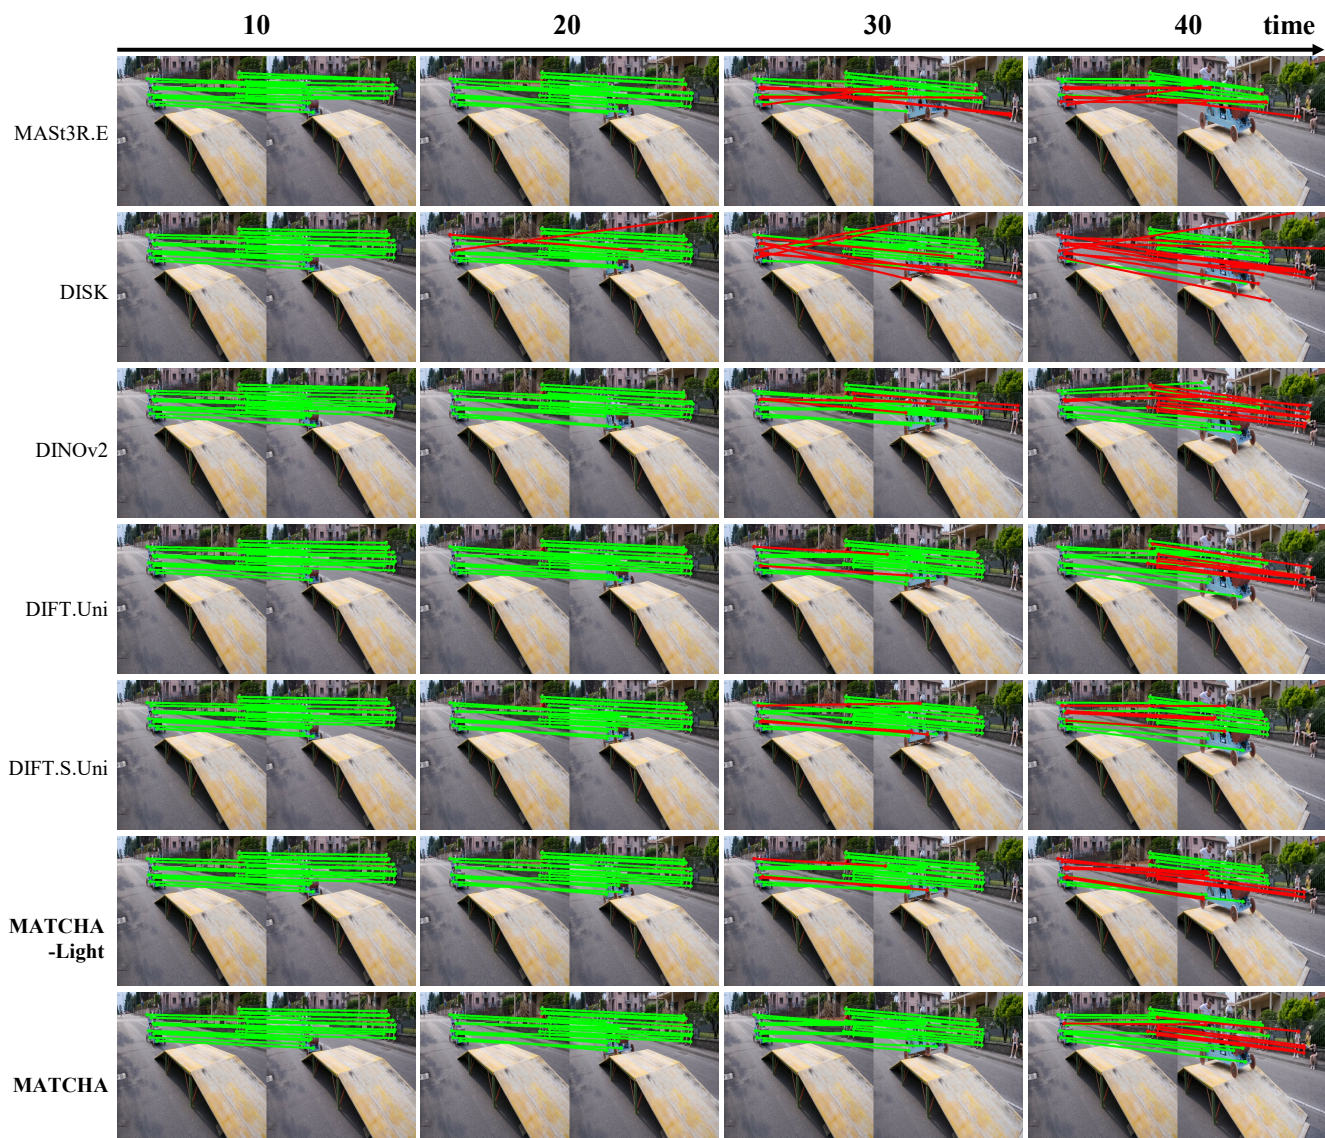 10 20 30 40 time
MASt3R.E
DISK
DINOv2
DIFT.Uni
DIFT.S.Uni
MATCHA
-Light
MATCHA